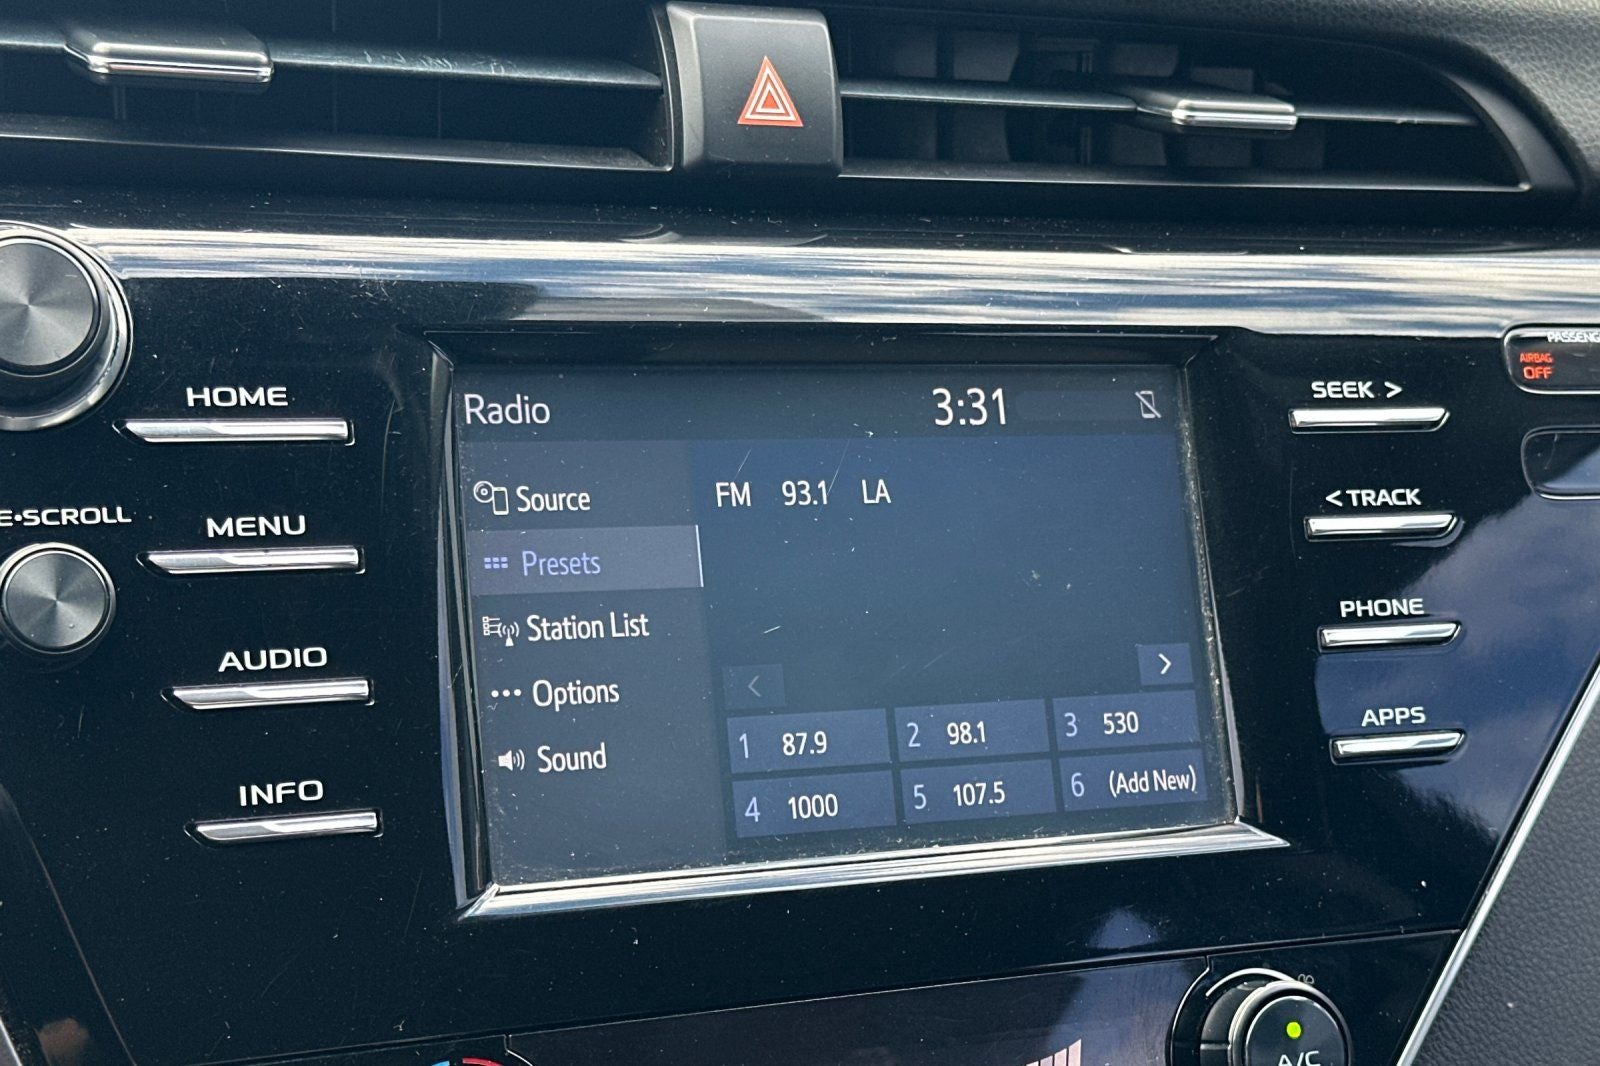 PASSENG
AIRBAG
OFF
HOME
SEEK >
Radio
3:31
Source
FM 93.1 LA
< TRACK
E•SCROLL
MENU
Presets
Station List
PHONE
AUDIO
Options
<
>
APPS
Sound
1 87.9
2 98.1
3 530
INFO
4 1000
5 107.5
6 (Add New)
A/C